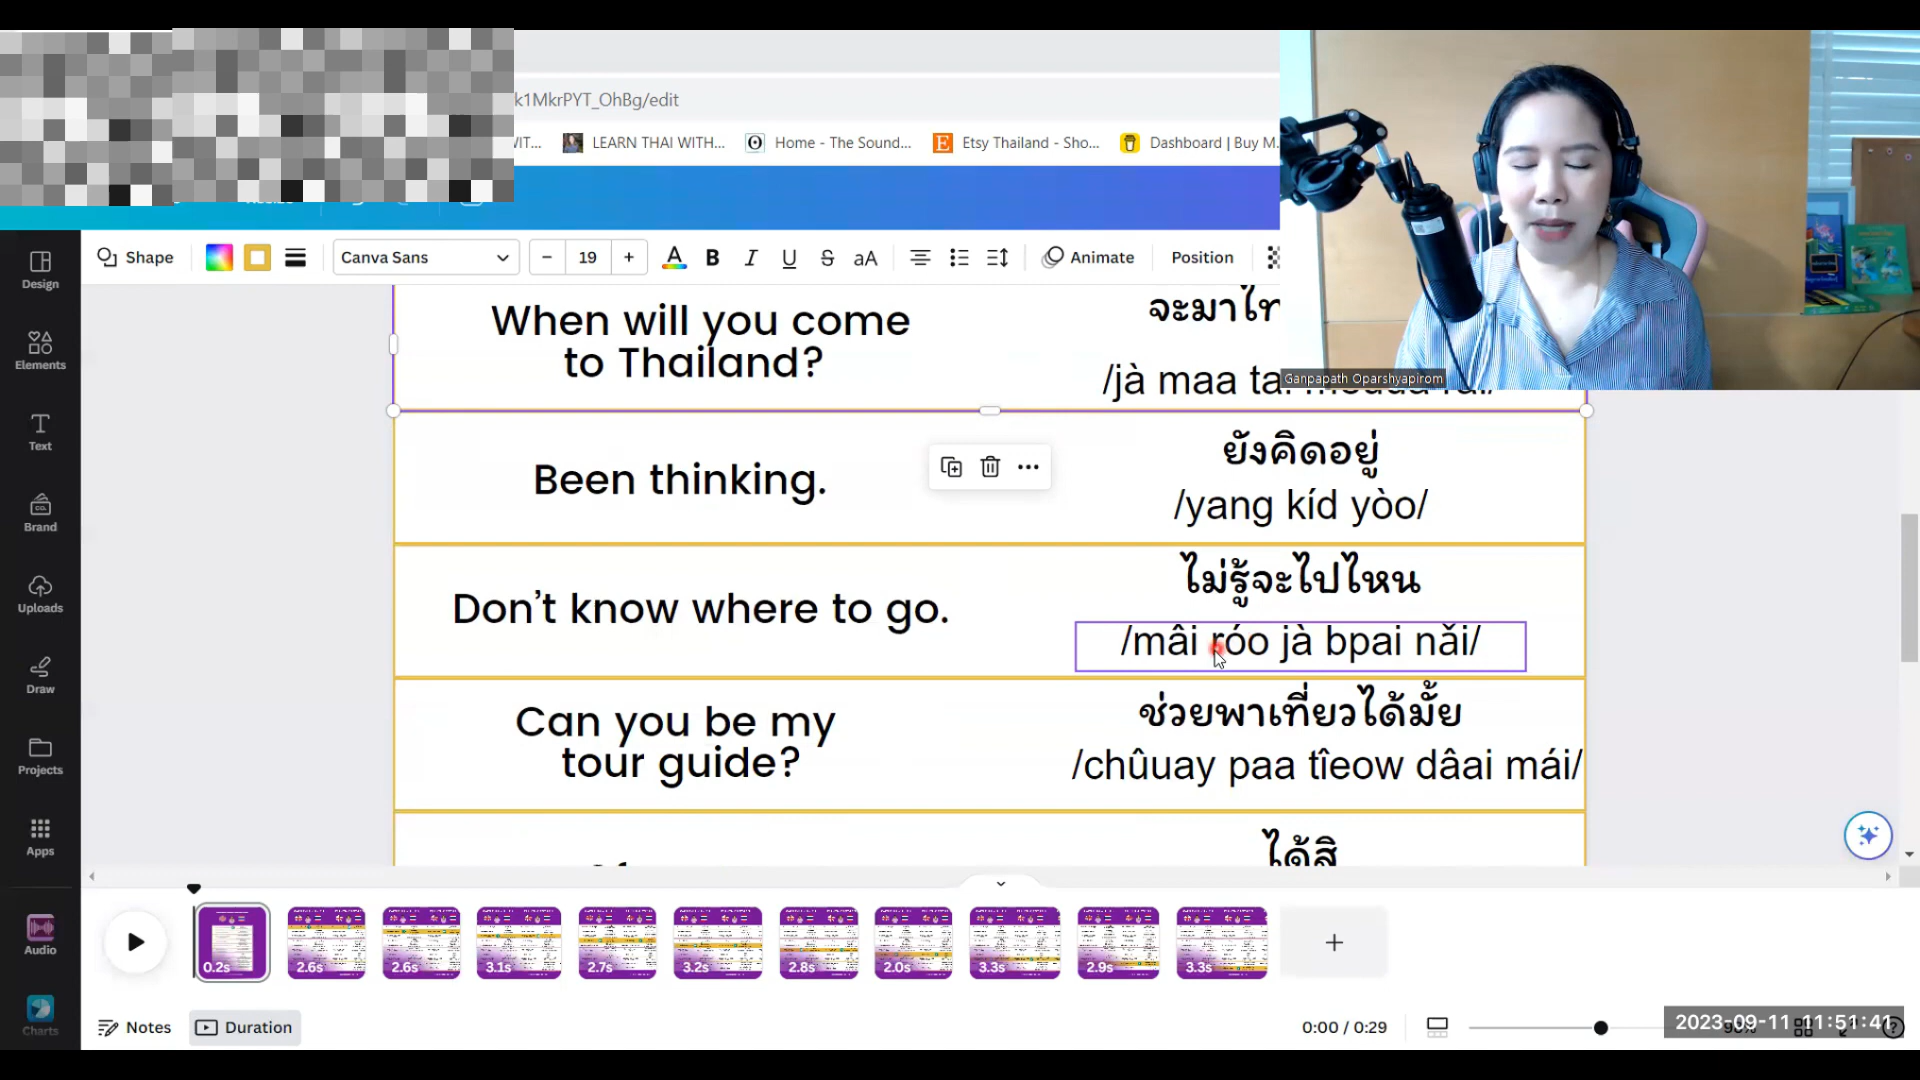 k1MkrPYT_OhBg/edit
WIT...
LEARN THAI WITH...
Home - The Sound...
Etsy Thailand - Sho...
Dashboard | Buy M
Shape
Canva Sans
– 19 +
A
B
I
U
S
aA
Animate
Position
Design
Elements
Text
Brand
Uploads
Draw
Projects
Apps
Audio
Charts
When will you come
to Thailand?
จะมาไท
/jà maa ta
Been thinking.
ยังคิดอยู่
/yang kíd yòo/
Don't know where to go.
ไม่รู้จะไปไหน
/mâi róo jà bpai nǎi/
Can you be my
tour guide?
ช่วยพาเที่ยวได้มั้ย
/chûuay paa tîeow dâai mái/
ได้สิ
Ganpapath Oparshyapirom
0.2s
2.6s
2.6s
3.1s
2.7s
3.2s
2.8s
2.0s
3.3s
2.9s
3.3s
Notes
Duration
0:00 / 0:29
2023-09-11 11:51:41